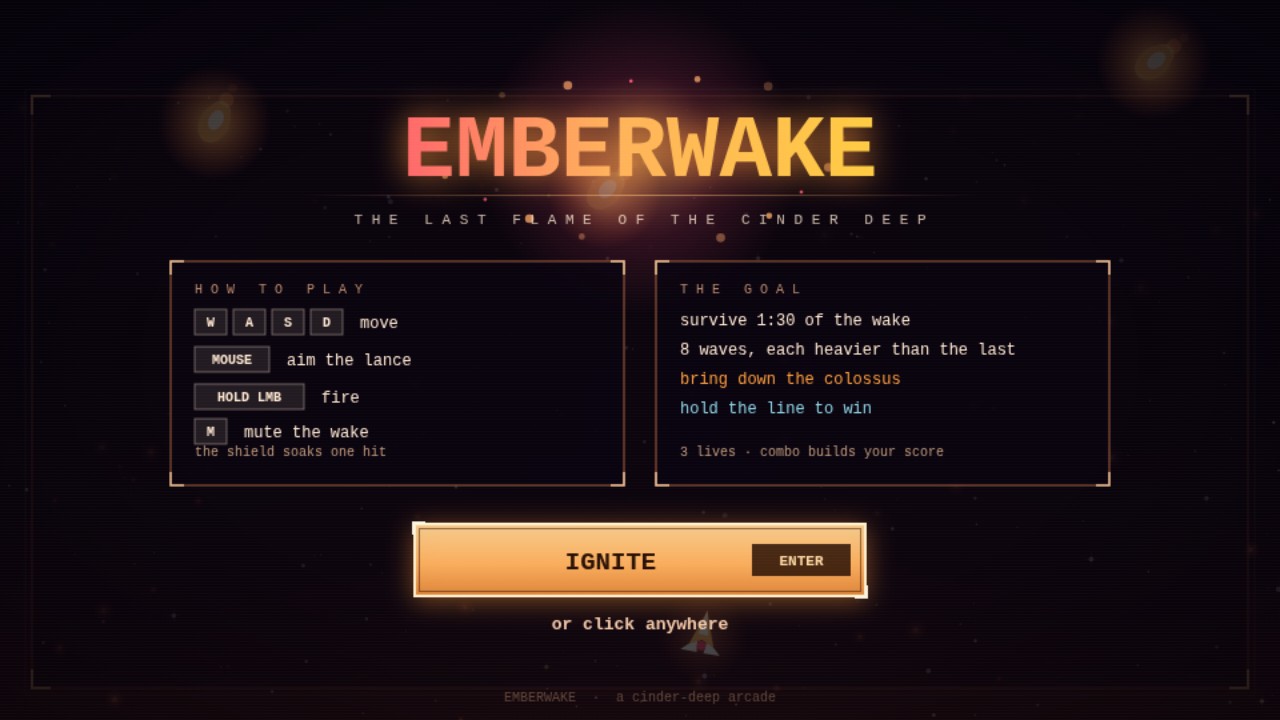 EMBERWAKE
THE LAST FLAME OF THE CINDER DEEP
HOW TO PLAY
W A S D move
MOUSE aim the lance
HOLD LMB fire
M mute the wake
the shield soaks one hit
THE GOAL
survive 1:30 of the wake
8 waves, each heavier than the last
bring down the colossus
hold the line to win
3 lives · combo builds your score
IGNITE ENTER
or click anywhere
EMBERWAKE · a cinder-deep arcade